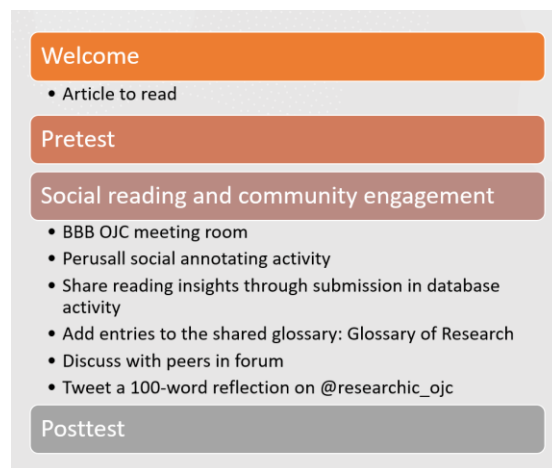 Welcome
• Article to read
Pretest
Social reading and community engagement
• BBB OJC meeting room
• Perusall social annotating activity
• Share reading insights through submission in database
activity
• Add entries to the shared glossary: Glossary of Research
• Discuss with peers in forum
• Tweet a 100-word reflection on @researchic_ojc
Posttest